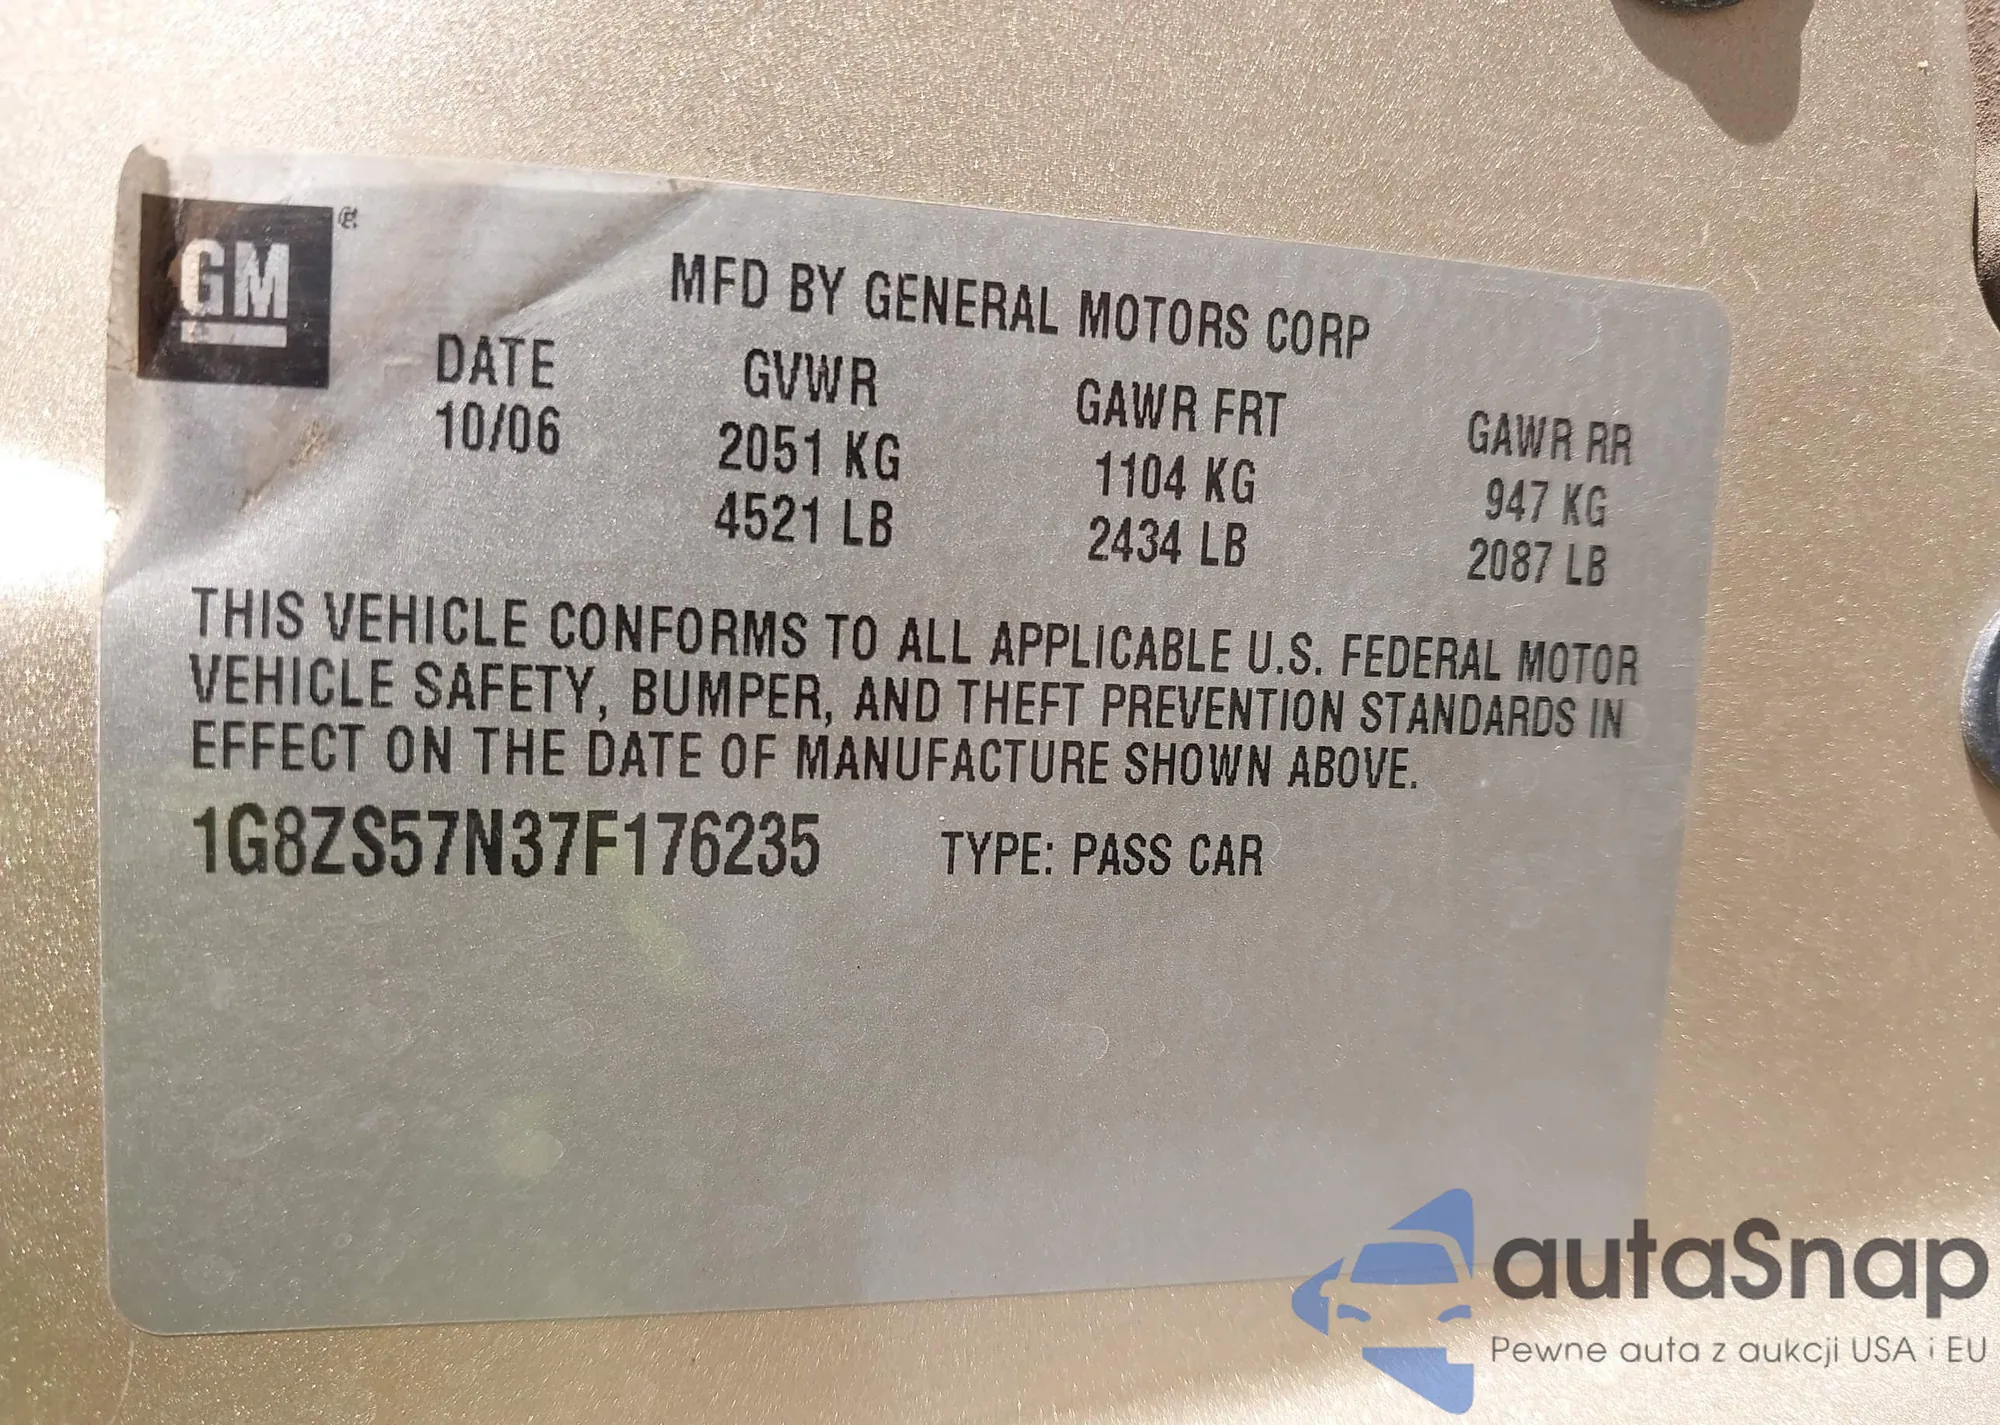 GM®
MFD BY GENERAL MOTORS CORP
DATE GVWR GAWR FRT GAWR RR
10/06 2051 KG 1104 KG 947 KG
4521 LB 2434 LB 2087 LB
THIS VEHICLE CONFORMS TO ALL APPLICABLE U.S. FEDERAL MOTOR
VEHICLE SAFETY, BUMPER, AND THEFT PREVENTION STANDARDS IN
EFFECT ON THE DATE OF MANUFACTURE SHOWN ABOVE.
1G8ZS57N37F176235 TYPE: PASS CAR
autaSnap
Pewne auta z aukcji USA i EU